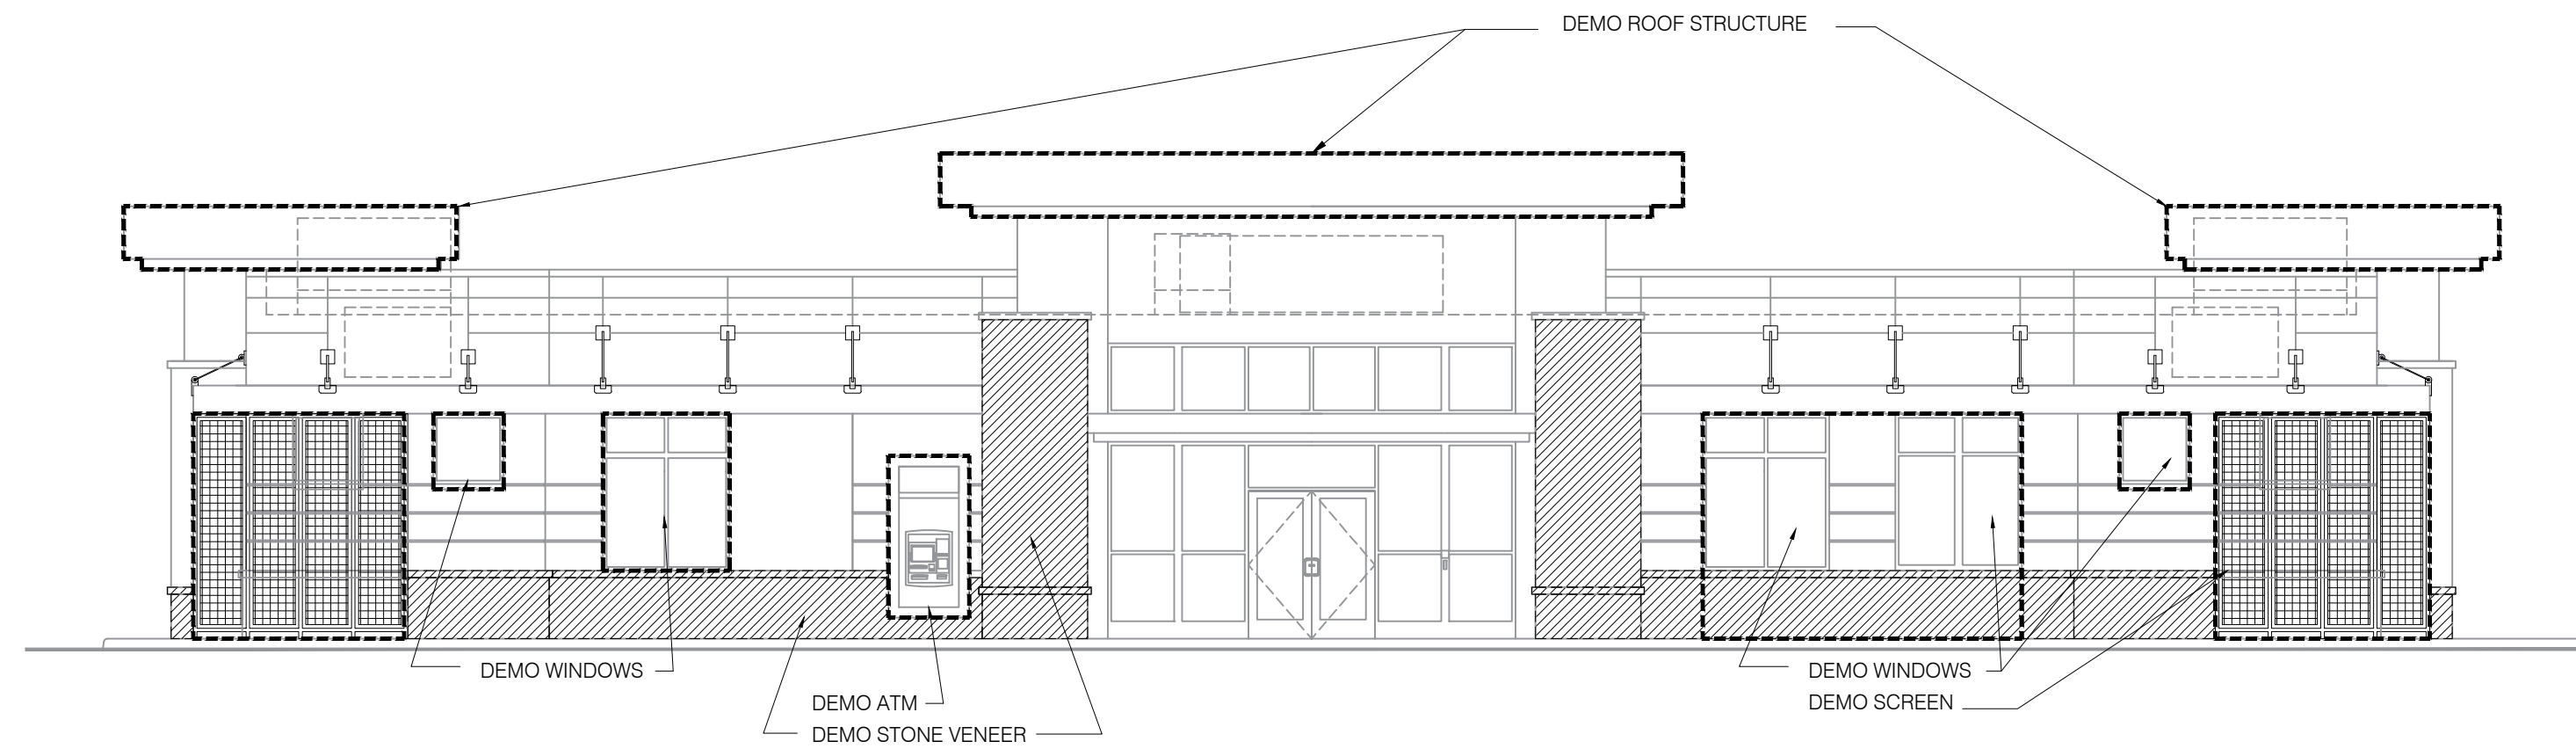 DEMO ROOF STRUCTURE
DEMO WINDOWS
DEMO ATM
DEMO STONE VENEER
DEMO WINDOWS
DEMO SCREEN